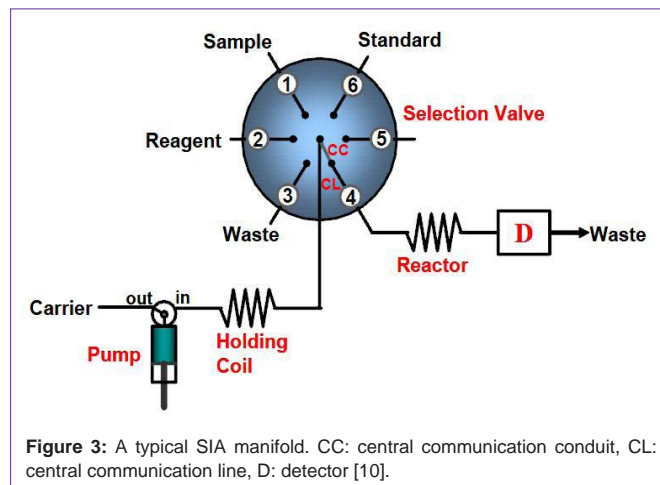 Sample
Standard
1
6
Selection Valve
Reagent
2
CC
5
CL
3
4
Waste
D
Waste
Reactor
Carrier
out
in
Holding
Coil
Pump
Figure 3: A typical SIA manifold. CC: central communication conduit, CL:
central communication line, D: detector [10].